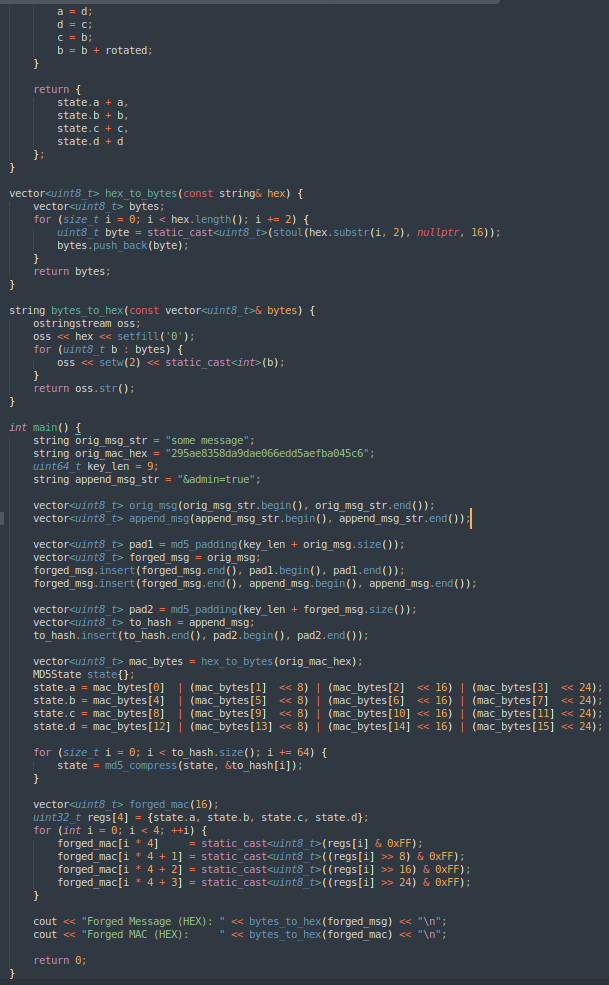 a = d;
        d = c;
        c = b;
        b = b + rotated;
    }

    return {
        state.a + a,
        state.b + b,
        state.c + c,
        state.d + d
    };
}

vector<uint8_t> hex_to_bytes(const string& hex) {
    vector<uint8_t> bytes;
    for (size_t i = 0; i < hex.length(); i += 2) {
        uint8_t byte = static_cast<uint8_t>(stoul(hex.substr(i, 2), nullptr, 16));
        bytes.push_back(byte);
    }
    return bytes;
}

string bytes_to_hex(const vector<uint8_t>& bytes) {
    ostringstream oss;
    oss << hex << setfill('0');
    for (uint8_t b : bytes) {
        oss << setw(2) << static_cast<int>(b);
    }
    return oss.str();
}

int main() {
    string orig_msg_str = "some message";
    string orig_mac_hex = "295ae8358da9dae066edd5aefba045c6";
    uint64_t key_len = 9;
    string append_msg_str = "&admin=true";

    vector<uint8_t> orig_msg(orig_msg_str.begin(), orig_msg_str.end());
    vector<uint8_t> append_msg(append_msg_str.begin(), append_msg_str.end());

    vector<uint8_t> pad1 = md5_padding(key_len + orig_msg.size());
    vector<uint8_t> forged_msg = orig_msg;
    forged_msg.insert(forged_msg.end(), pad1.begin(), pad1.end());
    forged_msg.insert(forged_msg.end(), append_msg.begin(), append_msg.end());

    vector<uint8_t> pad2 = md5_padding(key_len + forged_msg.size());
    vector<uint8_t> to_hash = append_msg;
    to_hash.insert(to_hash.end(), pad2.begin(), pad2.end());

    vector<uint8_t> mac_bytes = hex_to_bytes(orig_mac_hex);
    MD5State state{};
    state.a = mac_bytes[0]  | (mac_bytes[1]  << 8) | (mac_bytes[2]  << 16) | (mac_bytes[3]  << 24);
    state.b = mac_bytes[4]  | (mac_bytes[5]  << 8) | (mac_bytes[6]  << 16) | (mac_bytes[7]  << 24);
    state.c = mac_bytes[8]  | (mac_bytes[9]  << 8) | (mac_bytes[10] << 16) | (mac_bytes[11] << 24);
    state.d = mac_bytes[12] | (mac_bytes[13] << 8) | (mac_bytes[14] << 16) | (mac_bytes[15] << 24);

    for (size_t i = 0; i < to_hash.size(); i += 64) {
        state = md5_compress(state, &to_hash[i]);
    }

    vector<uint8_t> forged_mac(16);
    uint32_t regs[4] = {state.a, state.b, state.c, state.d};
    for (int i = 0; i < 4; ++i) {
        forged_mac[i * 4]     = static_cast<uint8_t>(regs[i] & 0xFF);
        forged_mac[i * 4 + 1] = static_cast<uint8_t>((regs[i] >> 8) & 0xFF);
        forged_mac[i * 4 + 2] = static_cast<uint8_t>((regs[i] >> 16) & 0xFF);
        forged_mac[i * 4 + 3] = static_cast<uint8_t>((regs[i] >> 24) & 0xFF);
    }

    cout << "Forged Message (HEX): " << bytes_to_hex(forged_msg) << "\n";
    cout << "Forged MAC (HEX):     " << bytes_to_hex(forged_mac) << "\n";

    return 0;
}